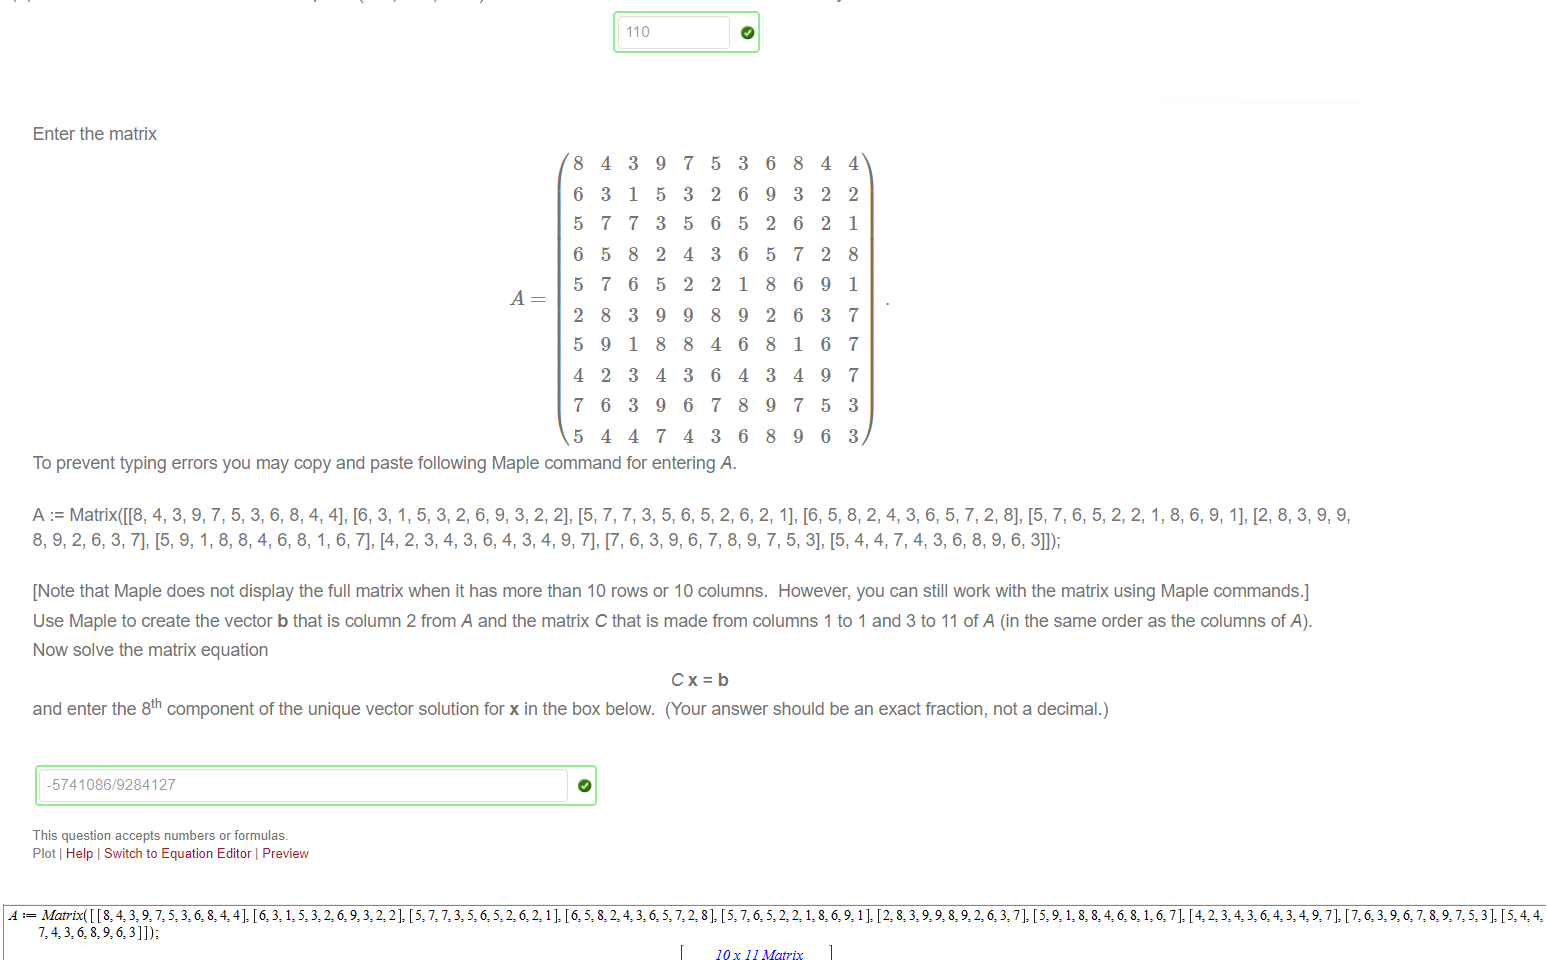 110
Enter the matrix
8 4 3 9 7 5 3 6 8 4 4
6 3 1 5 3 2 6 9 3 2 2
5 7 7 3 5 6 5 2 6 2 1
6 5 8 2 4 3 6 5 7 2 8
A = 5 7 6 5 2 2 1 8 6 9 1 .
2 8 3 9 9 8 9 2 6 3 7
5 9 1 8 8 4 6 8 1 6 7
4 2 3 4 3 6 4 3 4 9 7
7 6 3 9 6 7 8 9 7 5 3
5 4 4 7 4 3 6 8 9 6 3
To prevent typing errors you may copy and paste following Maple command for entering A.
A := Matrix([[8, 4, 3, 9, 7, 5, 3, 6, 8, 4, 4], [6, 3, 1, 5, 3, 2, 6, 9, 3, 2, 2], [5, 7, 7, 3, 5, 6, 5, 2, 6, 2, 1], [6, 5, 8, 2, 4, 3, 6, 5, 7, 2, 8], [5, 7, 6, 5, 2, 2, 1, 8, 6, 9, 1], [2, 8, 3, 9, 9,
8, 9, 2, 6, 3, 7], [5, 9, 1, 8, 8, 4, 6, 8, 1, 6, 7], [4, 2, 3, 4, 3, 6, 4, 3, 4, 9, 7], [7, 6, 3, 9, 6, 7, 8, 9, 7, 5, 3], [5, 4, 4, 7, 4, 3, 6, 8, 9, 6, 3]]);
[Note that Maple does not display the full matrix when it has more than 10 rows or 10 columns. However, you can still work with the matrix using Maple commands.]
Use Maple to create the vector b that is column 2 from A and the matrix C that is made from columns 1 to 1 and 3 to 11 of A (in the same order as the columns of A).
Now solve the matrix equation
C x = b
and enter the 8th component of the unique vector solution for x in the box below. (Your answer should be an exact fraction, not a decimal.)
-5741086/9284127
This question accepts numbers or formulas.
Plot | Help | Switch to Equation Editor | Preview
A := Matrix([[8, 4, 3, 9, 7, 5, 3, 6, 8, 4, 4], [6, 3, 1, 5, 3, 2, 6, 9, 3, 2, 2], [5, 7, 7, 3, 5, 6, 5, 2, 6, 2, 1], [6, 5, 8, 2, 4, 3, 6, 5, 7, 2, 8], [5, 7, 6, 5, 2, 2, 1, 8, 6, 9, 1], [2, 8, 3, 9, 9, 8, 9, 2, 6, 3, 7], [5, 9, 1, 8, 8, 4, 6, 8, 1, 6, 7], [4, 2, 3, 4, 3, 6, 4, 3, 4, 9, 7], [7, 6, 3, 9, 6, 7, 8, 9, 7, 5, 3], [5, 4, 4,
7, 4, 3, 6, 8, 9, 6, 3]]);
[ 10 x 11 Matrix ]